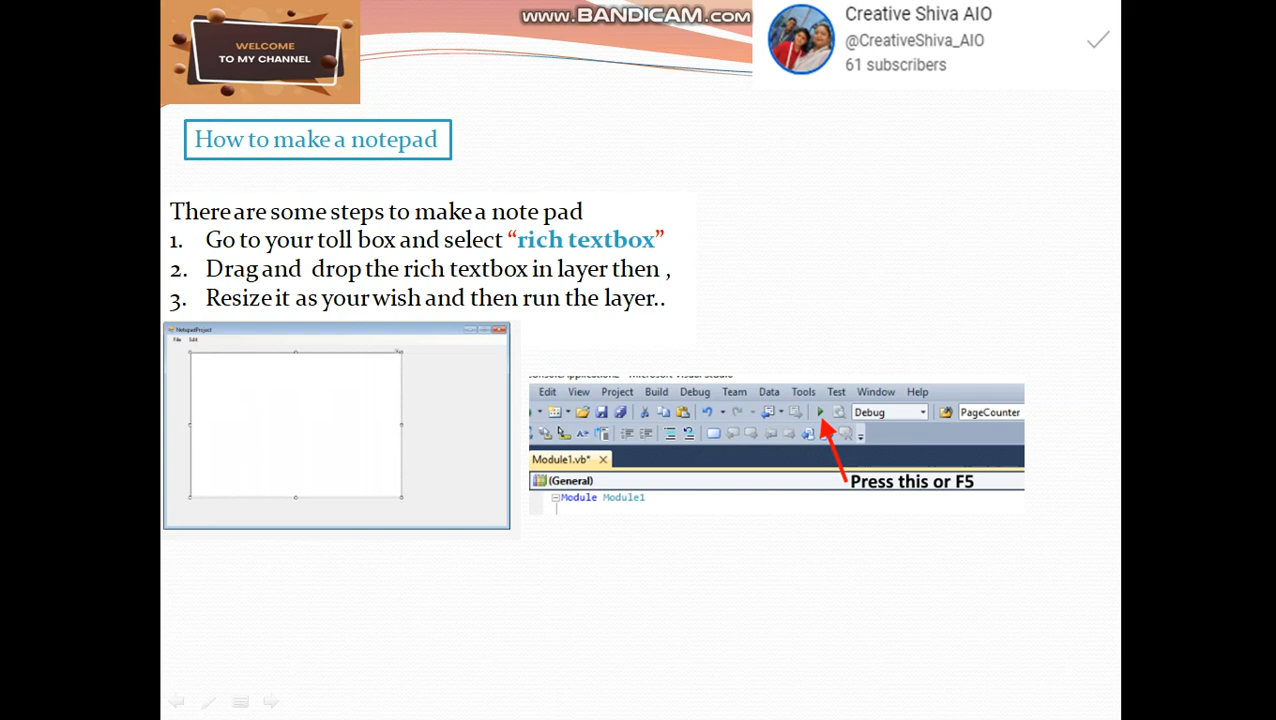 WELCOME
TO MY CHANNEL
www.BANDICAM.com
Creative Shiva AIO
@CreativeShiva_AIO
61 subscribers
How to make a notepad
There are some steps to make a note pad
1. Go to your toll box and select “rich textbox”
2. Drag and drop the rich textbox in layer then ,
3. Resize it as your wish and then run the layer..
NotepadProject
File Edit
Edit View Project Build Debug Team Data Tools Test Window Help
Debug PageCounter
Module1.vb*
(General)
Press this or F5
Module Module1